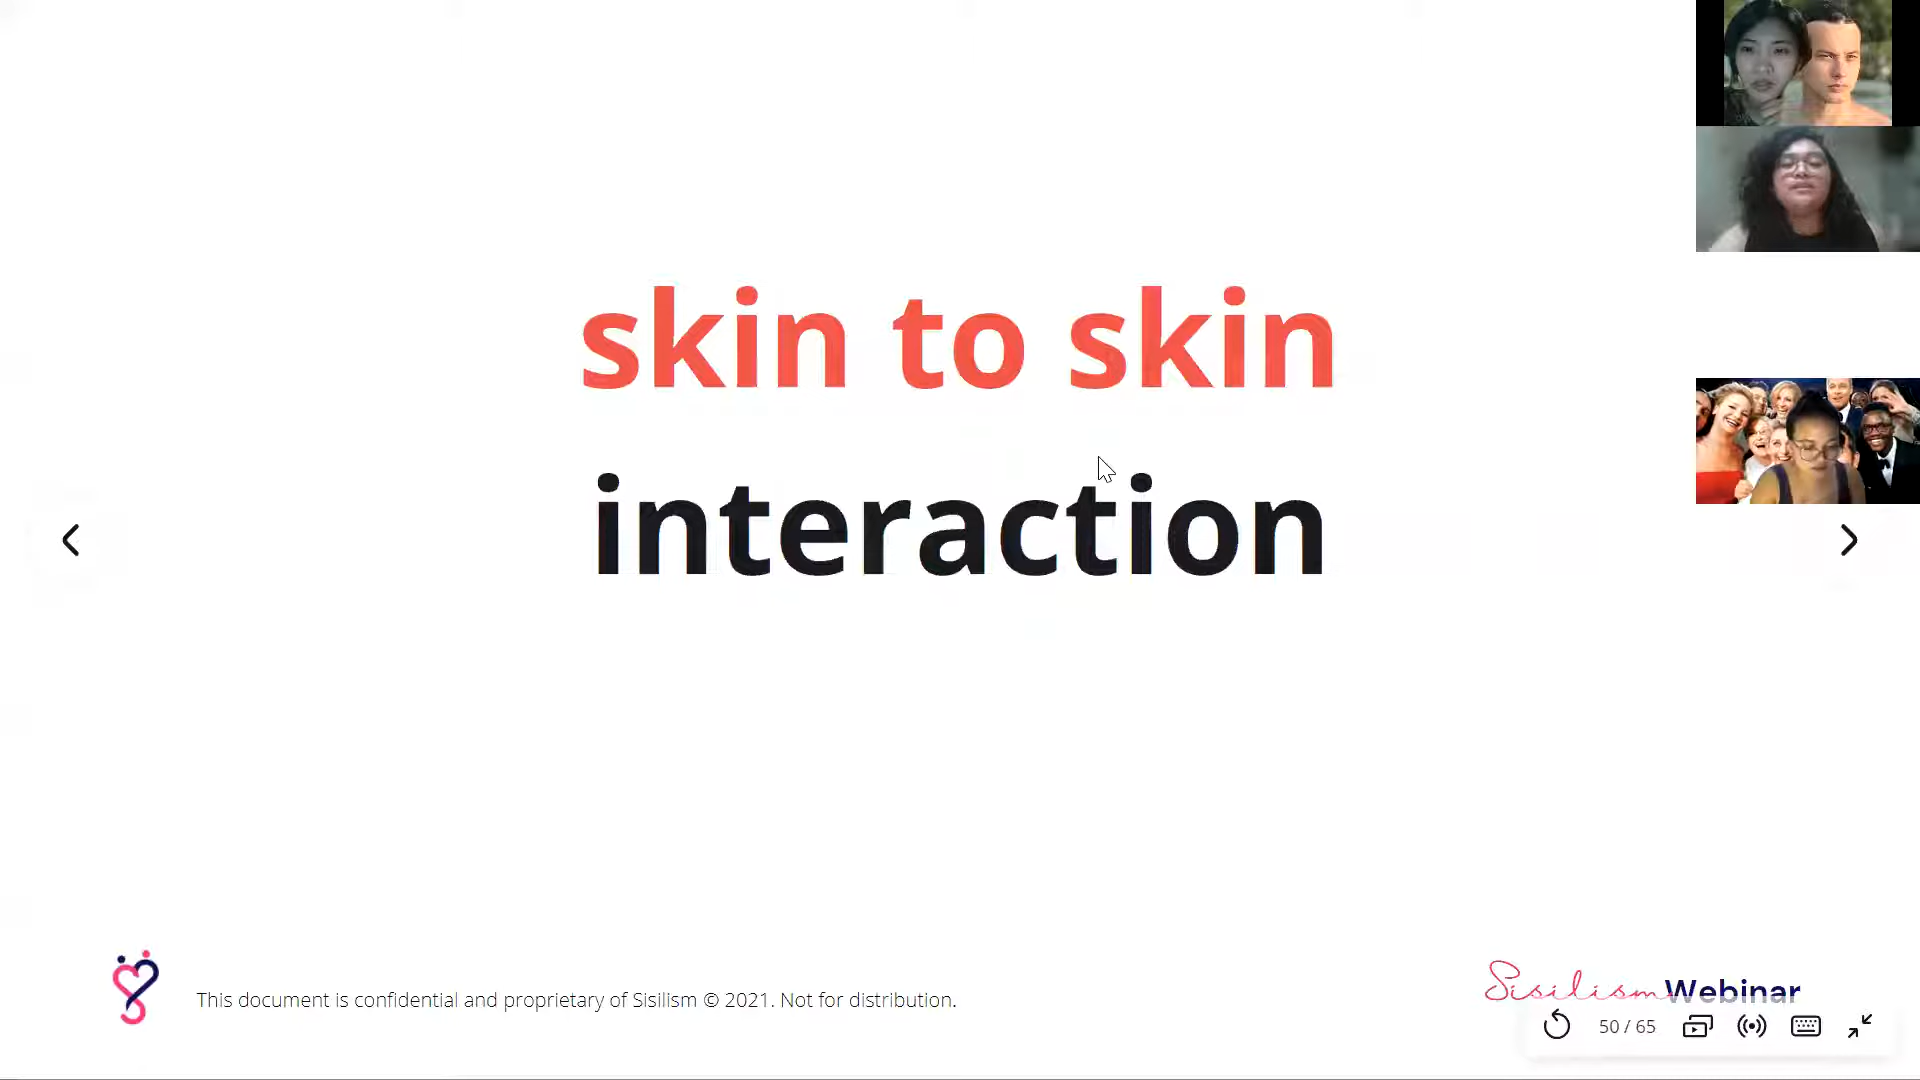 skin to skin
interaction
This document is confidential and proprietary of Sisilism © 2021. Not for distribution.
Sisilism Webinar
50 / 65